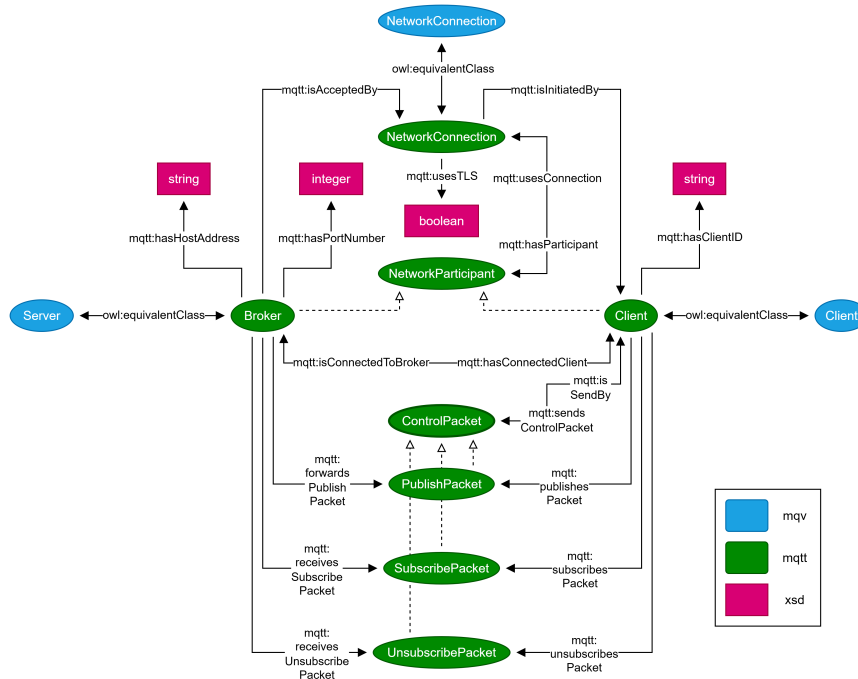 NetworkConnection
owl:equivalentClass
mqtt:isAcceptedBy
mqtt:isInitiatedBy
NetworkConnection
string
integer
mqtt:usesTLS
mqtt:usesConnection
string
boolean
mqtt:hasHostAddress
mqtt:hasPortNumber
mqtt:hasParticipant
mqtt:hasClientID
NetworkParticipant
Server
owl:equivalentClass
Broker
Client
owl:equivalentClass
Client
mqtt:isConnectedToBroker
mqtt:hasConnectedClient
mqtt:is
SendBy
mqtt:sends
ControlPacket
ControlPacket
mqtt:
forwards
Publish
Packet
PublishPacket
mqtt:
publishes
Packet
mqv
mqtt
xsd
mqtt:
receives
Subscribe
Packet
SubscribePacket
mqtt:
subscribes
Packet
mqtt:
receives
Unsubscribe
Packet
UnsubscribePacket
mqtt:
unsubscribes
Packet